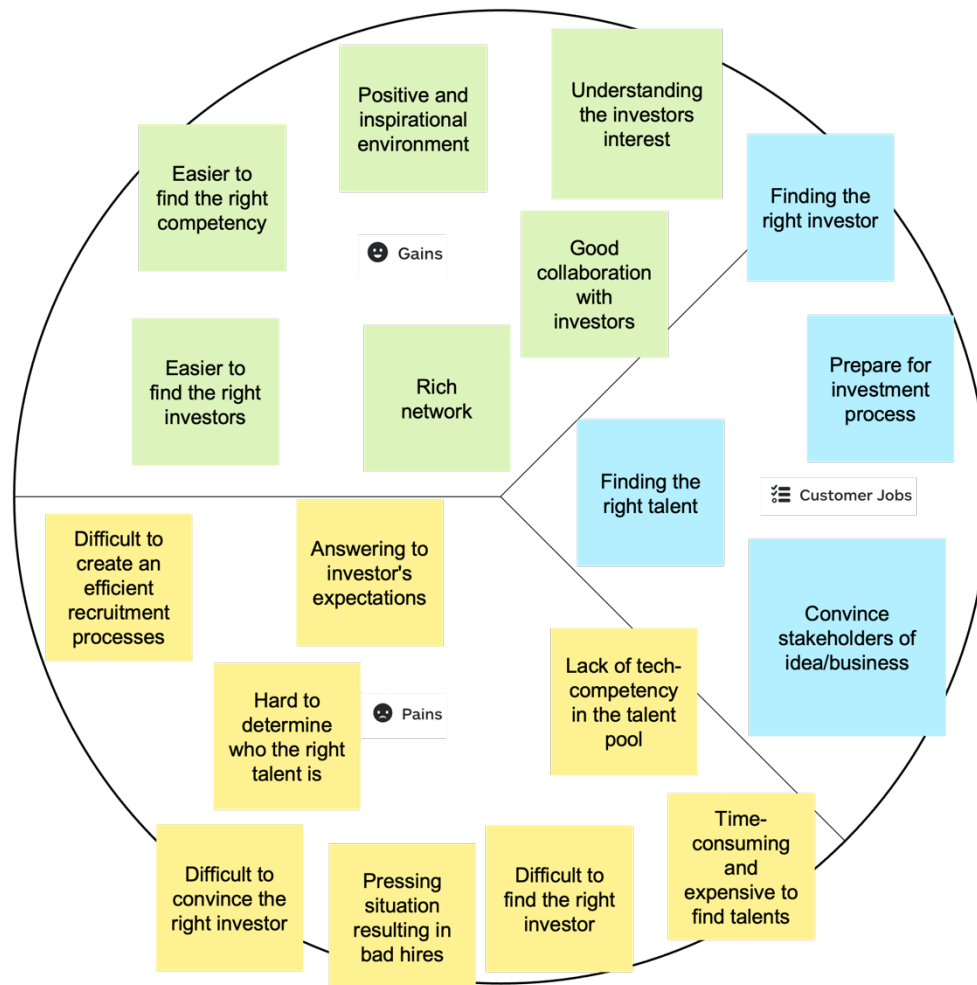 Positive and
inspirational
environment
Understanding
the investors
interest
Easier to
find the right
competency
Finding the
right investor
Gains
Good
collaboration
with
investors
Easier to
find the right
investors
Rich
network
Prepare for
investment
process
Finding the
right talent
Customer Jobs
Difficult to
create an
efficient
recruitment
processes
Answering to
investor's
expectations
Convince
stakeholders of
idea/business
Lack of tech-
competency
in the talent
pool
Hard to
determine
who the right
talent is
Pains
Time-
consuming
and
expensive to
find talents
Difficult to
convince the
right investor
Pressing
situation
resulting in
bad hires
Difficult to
find the right
investor